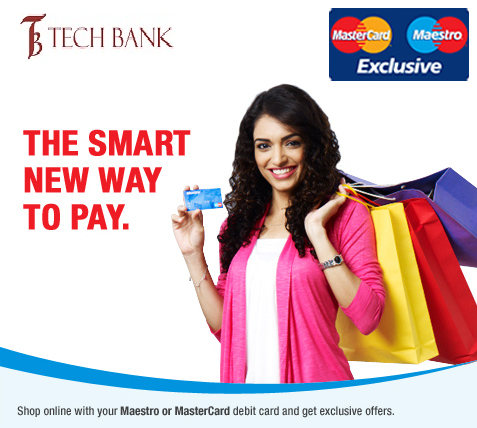 TB TECH BANK
MasterCard Maestro
Exclusive
THE SMART
NEW WAY
TO PAY.
Shop online with your Maestro or MasterCard debit card and get exclusive offers.